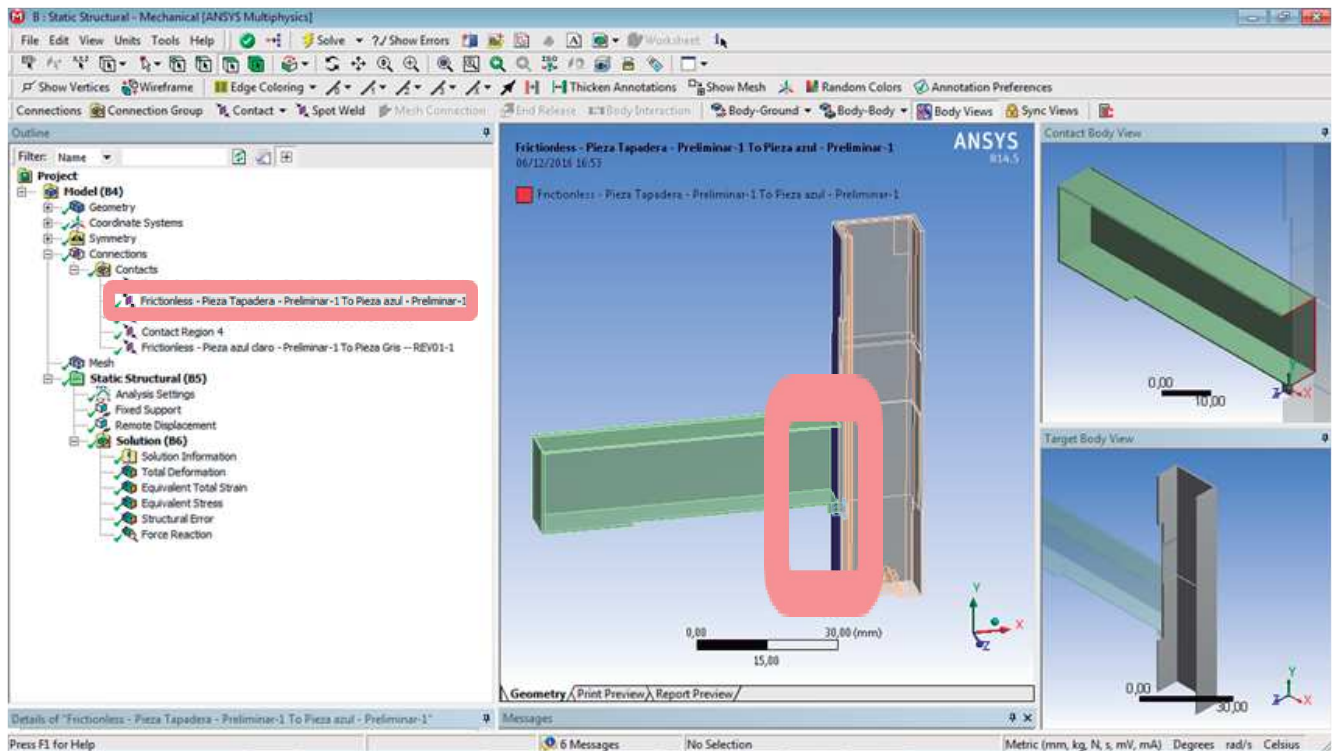 B : Static Structural - Mechanical [ANSYS Multiphysics]
File Edit View Units Tools Help Solve ?/ Show Errors Worksheet
Show Vertices Wireframe Edge Coloring Thicken Annotations Show Mesh Random Colors Annotation Preferences
Connections Connection Group Contact Spot Weld Mesh Connection End Release Body Interaction Body-Ground Body-Body Body Views Sync Views
Outline
Filter: Name
Project
Model (B4)
Geometry
Coordinate Systems
Symmetry
Connections
Contacts
Frictionless - Pieza Tapadera - Preliminar-1 To Pieza azul - Preliminar-1
Contact Region 4
Frictionless - Pieza azul claro - Preliminar-1 To Pieza Gris -- REV01-1
Mesh
Static Structural (B5)
Analysis Settings
Fixed Support
Remote Displacement
Solution (B6)
Solution Information
Total Deformation
Equivalent Total Strain
Equivalent Stress
Structural Error
Force Reaction
Details of "Frictionless - Pieza Tapadera - Preliminar-1 To Pieza azul - Preliminar-1"
Frictionless - Pieza Tapadera - Preliminar-1 To Pieza azul - Preliminar-1
06/12/2016 16:53
Frictionless - Pieza Tapadera - Preliminar-1 To Pieza azul - Preliminar-1
ANSYS
R14.5
0,00
30,00 (mm)
15,00
Y
X
Z
Geometry Print Preview Report Preview
Messages
Contact Body View
0,00
10,00
Z
X
Target Body View
0,00
30,00
Y
Z
X
Press F1 for Help
6 Messages
No Selection
Metric (mm, kg, N, s, mV, mA) Degrees rad/s Celsius